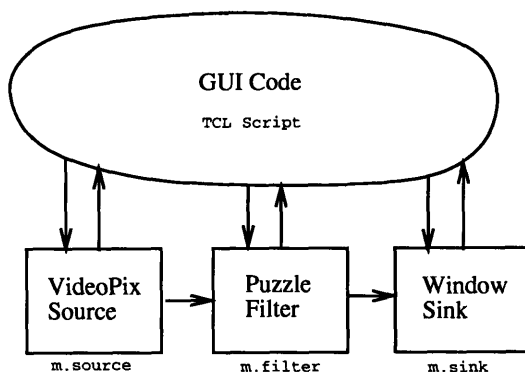 GUI Code
TCL Script
VideoPix
Source
Puzzle
Filter
Window
Sink
m.source
m.filter
m.sink